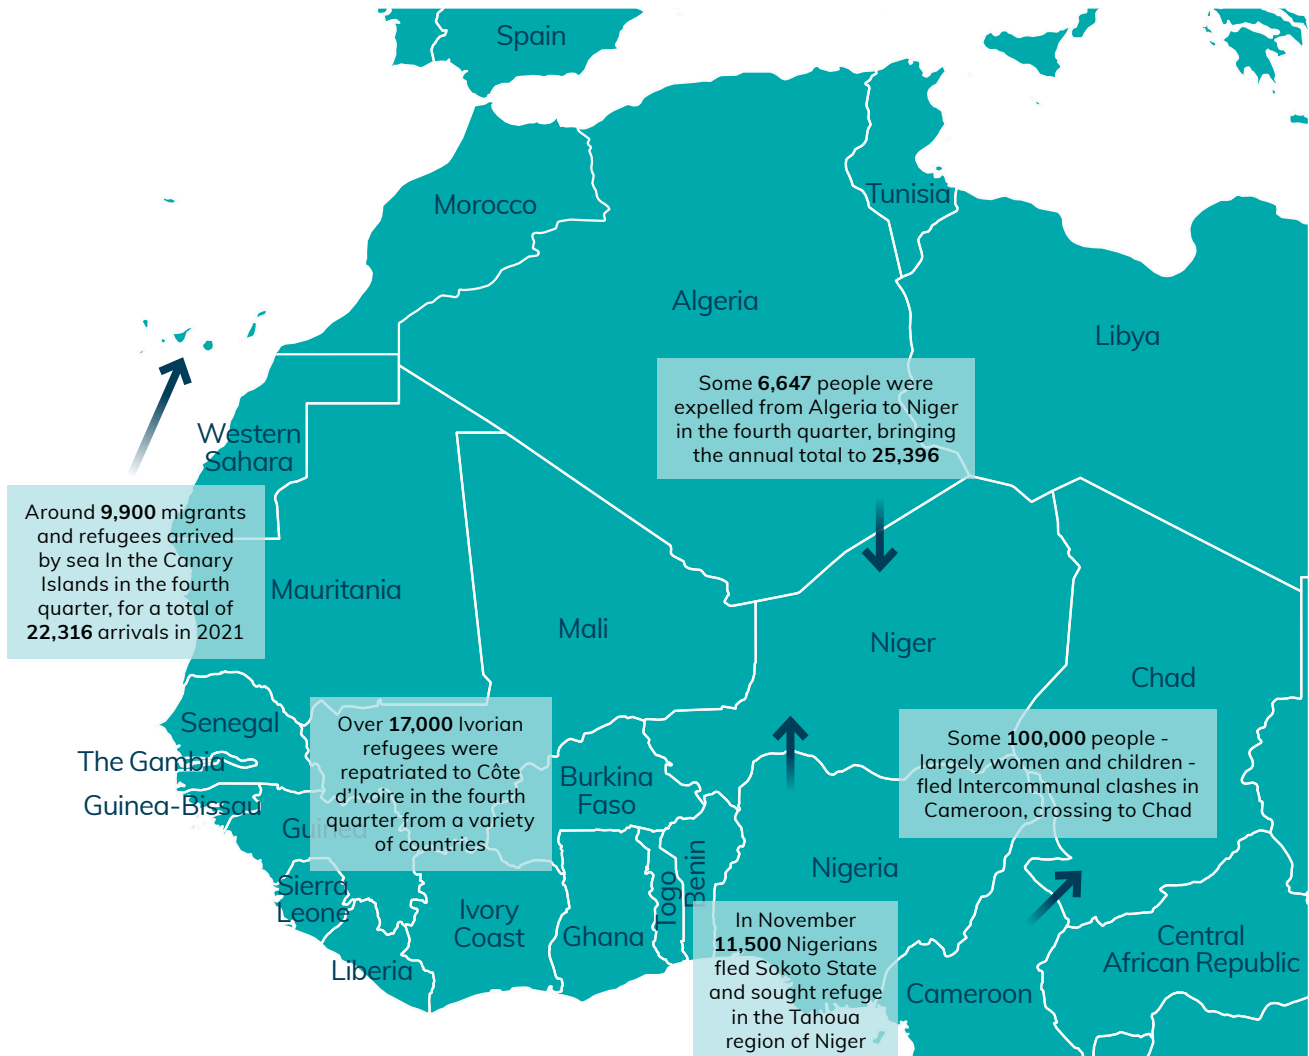 Spain
Morocco
Tunisia
Algeria
Libya
Some 6,647 people were
expelled from Algeria to Niger
in the fourth quarter, bringing
the annual total to 25,396
Western
Sahara
Around 9,900 migrants
and refugees arrived
by sea In the Canary
Islands in the fourth
quarter, for a total of
22,316 arrivals in 2021
Mauritania
Mali
Niger
Chad
Senegal
The Gambia
Guinea-Bissau
Guinea
Over 17,000 Ivorian
refugees were
repatriated to Côte
d’Ivoire in the fourth
quarter from a variety
of countries
Burkina
Faso
Some 100,000 people -
largely women and children -
fled Intercommunal clashes in
Cameroon, crossing to Chad
Sierra
Leone
Liberia
Ivory
Coast
Ghana
Togo
Benin
Nigeria
In November
11,500 Nigerians
fled Sokoto State
and sought refuge
in the Tahoua
region of Niger
Cameroon
Central
African Republic